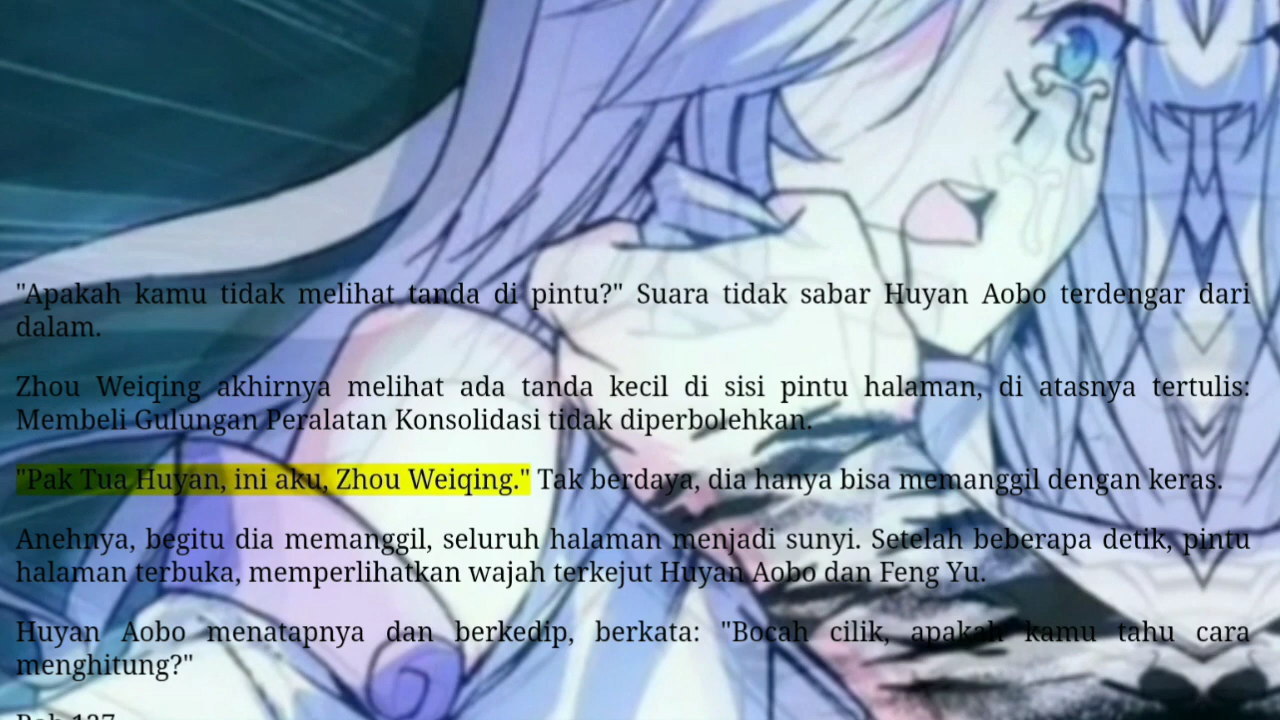 "Apakah kamu tidak melihat tanda di pintu?" Suara tidak sabar Huyan Aobo terdengar dari
dalam.
Zhou Weiqing akhirnya melihat ada tanda kecil di sisi pintu halaman, di atasnya tertulis:
Membeli Gulungan Peralatan Konsolidasi tidak diperbolehkan.
"Pak Tua Huyan, ini aku, Zhou Weiqing." Tak berdaya, dia hanya bisa memanggil dengan keras.
Anehnya, begitu dia memanggil, seluruh halaman menjadi sunyi. Setelah beberapa detik, pintu
halaman terbuka, memperlihatkan wajah terkejut Huyan Aobo dan Feng Yu.
Huyan Aobo menatapnya dan berkedip, berkata: "Bocah cilik, apakah kamu tahu cara
menghitung?"
Bab 127